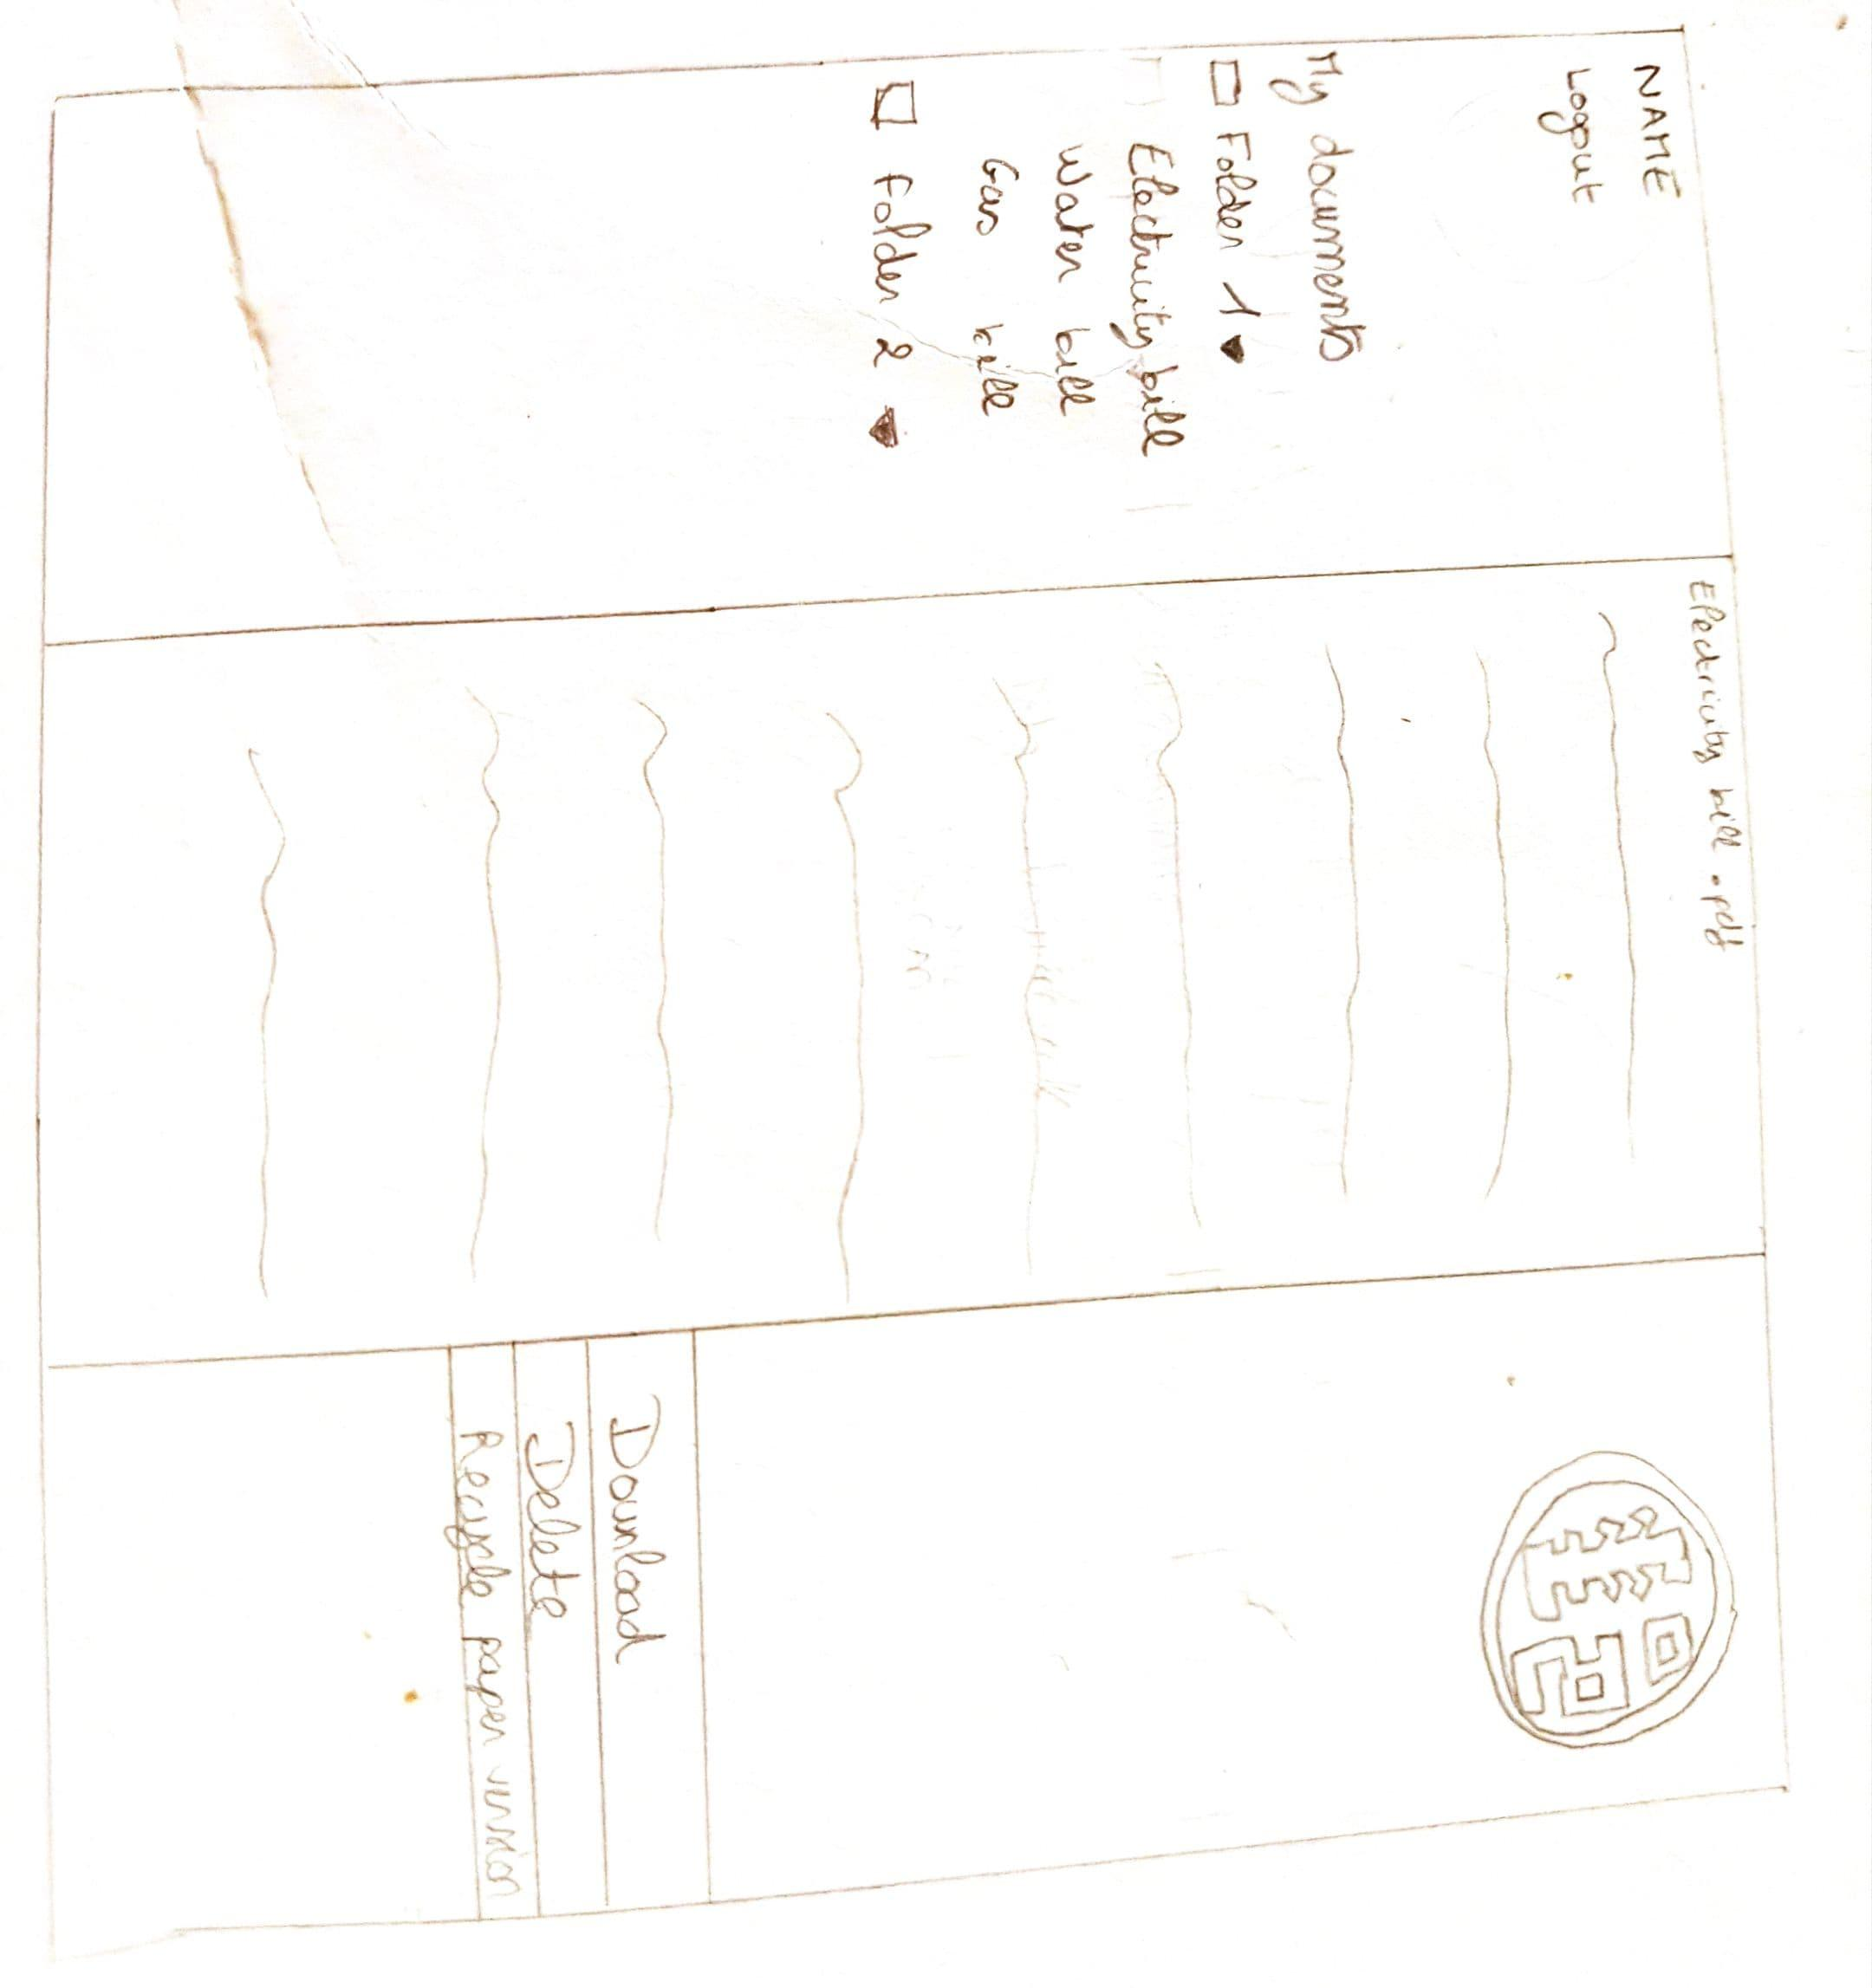 NAME
Logout
My documents
Folder 1
Electricity bill
Water bill
Gas bill
Folder 2
Electricity bill .pdf
Download
Delete
Recycle paper version